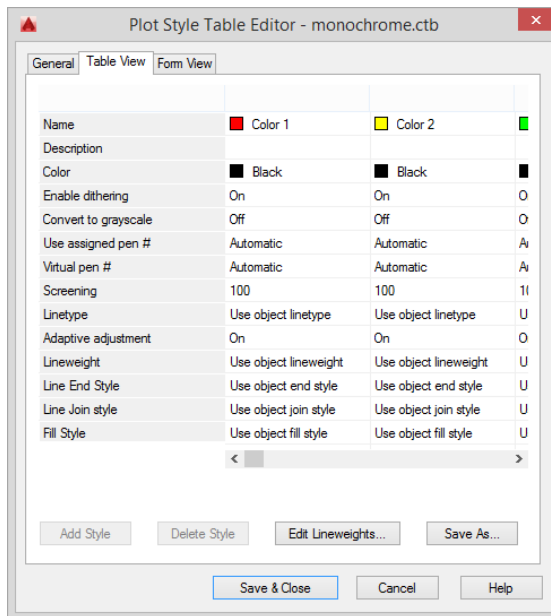 Plot Style Table Editor - monochrome.ctb
General Table View Form View
Name Color 1 Color 2
Description
Color Black Black
Enable dithering On On O
Convert to grayscale Off Off O
Use assigned pen # Automatic Automatic A
Virtual pen # Automatic Automatic A
Screening 100 100 10
Linetype Use object linetype Use object linetype U
Adaptive adjustment On On O
Lineweight Use object lineweight Use object lineweight U
Line End Style Use object end style Use object end style U
Line Join style Use object join style Use object join style U
Fill Style Use object fill style Use object fill style U
Add Style Delete Style Edit Lineweights... Save As...
Save & Close Cancel Help